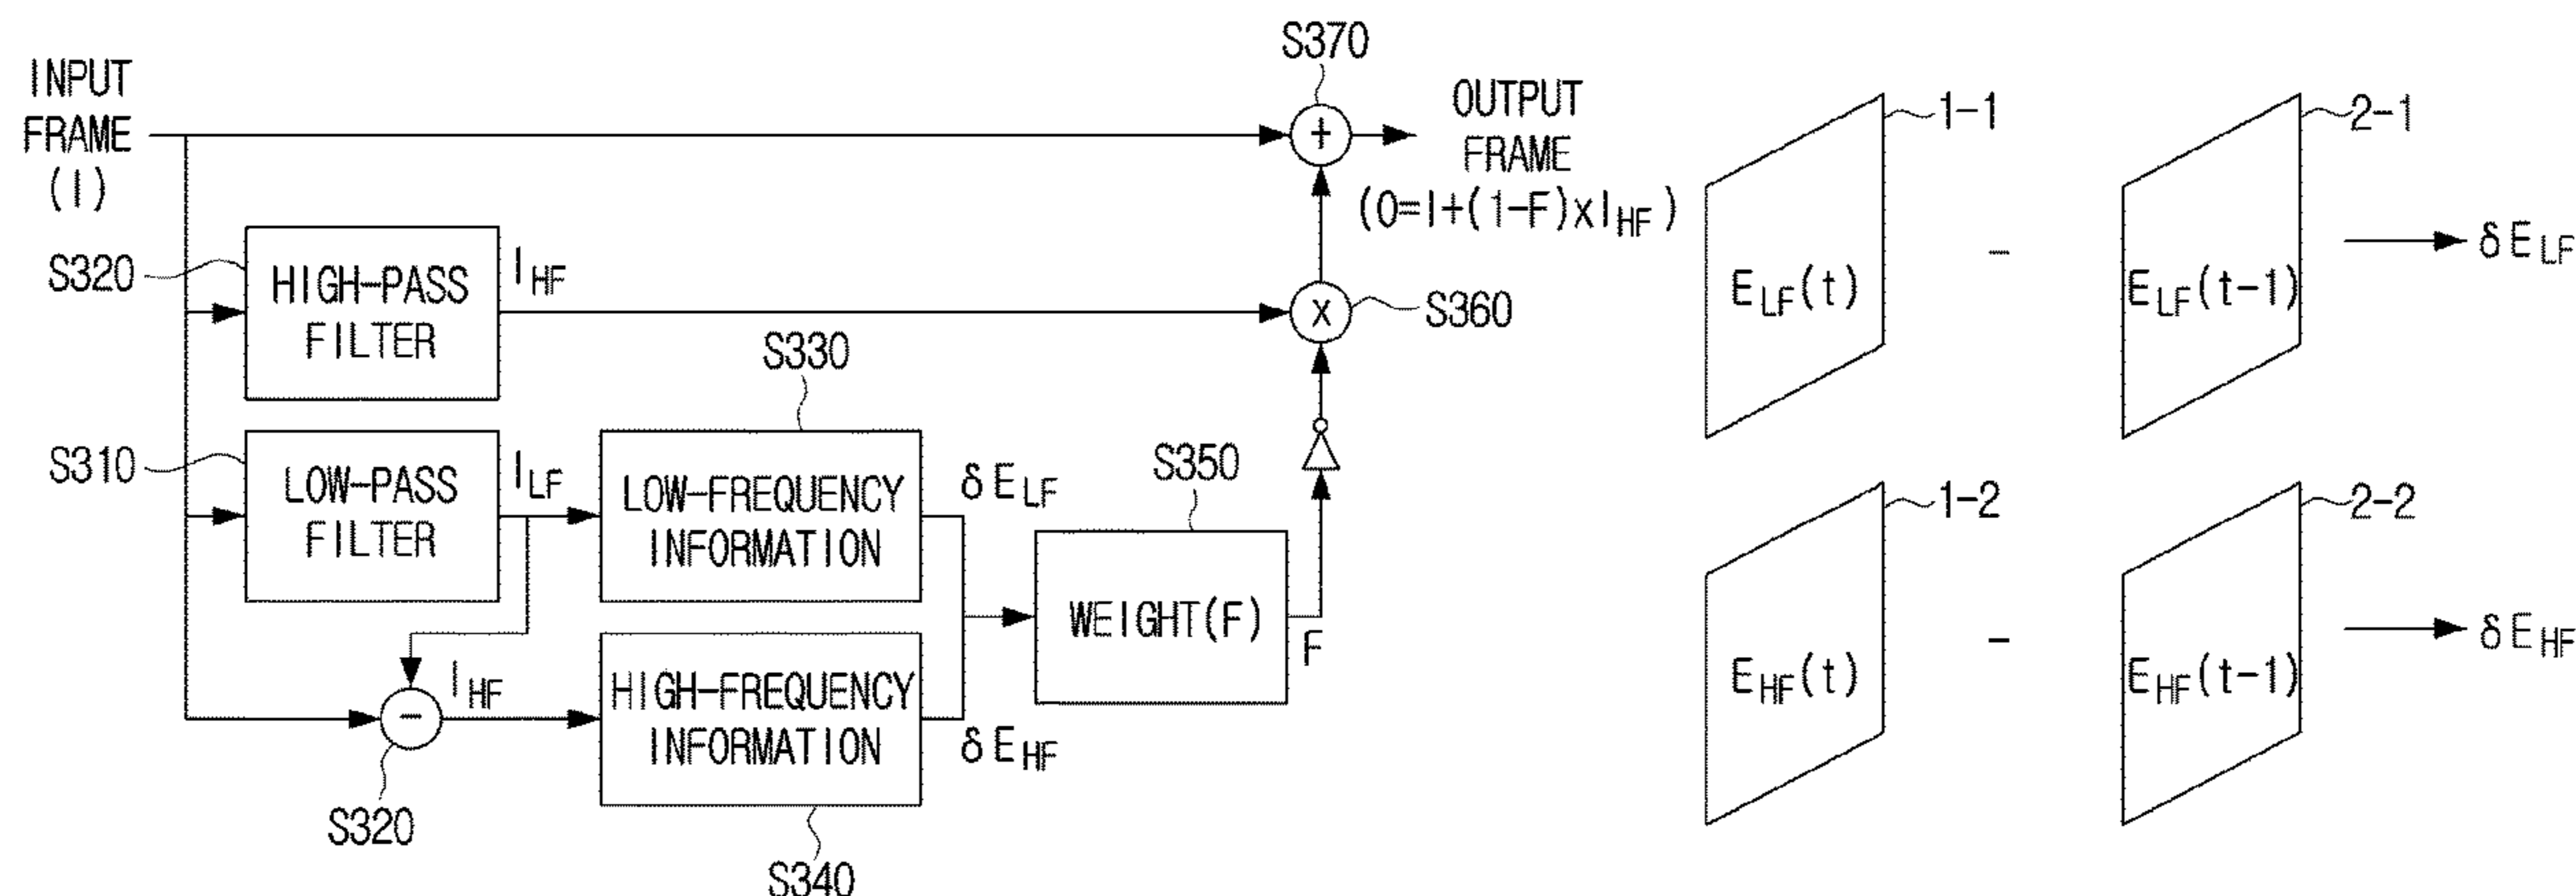 INPUT
FRAME
(I)
S370
+
OUTPUT
FRAME
(O=I+(1-F)xI_HF)
S320
HIGH-PASS
FILTER
I_HF
x
S360
S310
LOW-PASS
FILTER
I_LF
S330
LOW-FREQUENCY
INFORMATION
δE_LF
S350
WEIGHT(F)
F
-
S320
I_HF
HIGH-FREQUENCY
INFORMATION
δE_HF
S340
1-1
E_LF(t)
-
2-1
E_LF(t-1)
δE_LF
1-2
E_HF(t)
-
2-2
E_HF(t-1)
δE_HF